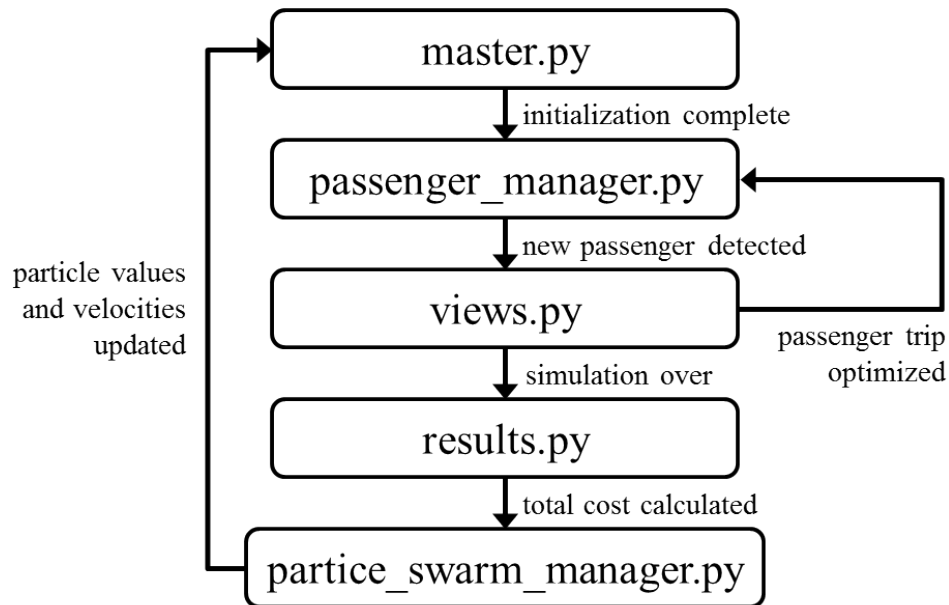 master.py
initialization complete
passenger_manager.py
new passenger detected
particle values
and velocities
updated
views.py
passenger trip
optimized
simulation over
results.py
total cost calculated
partice_swarm_manager.py